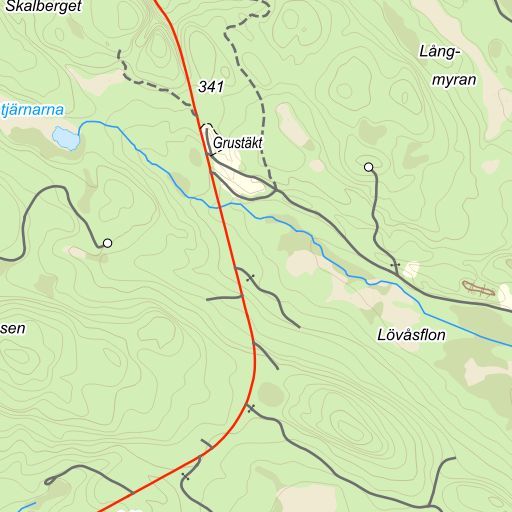 Skalberget
Lång-
myran
341
tjärnarna
Grustäkt
sen
Lövåsflon